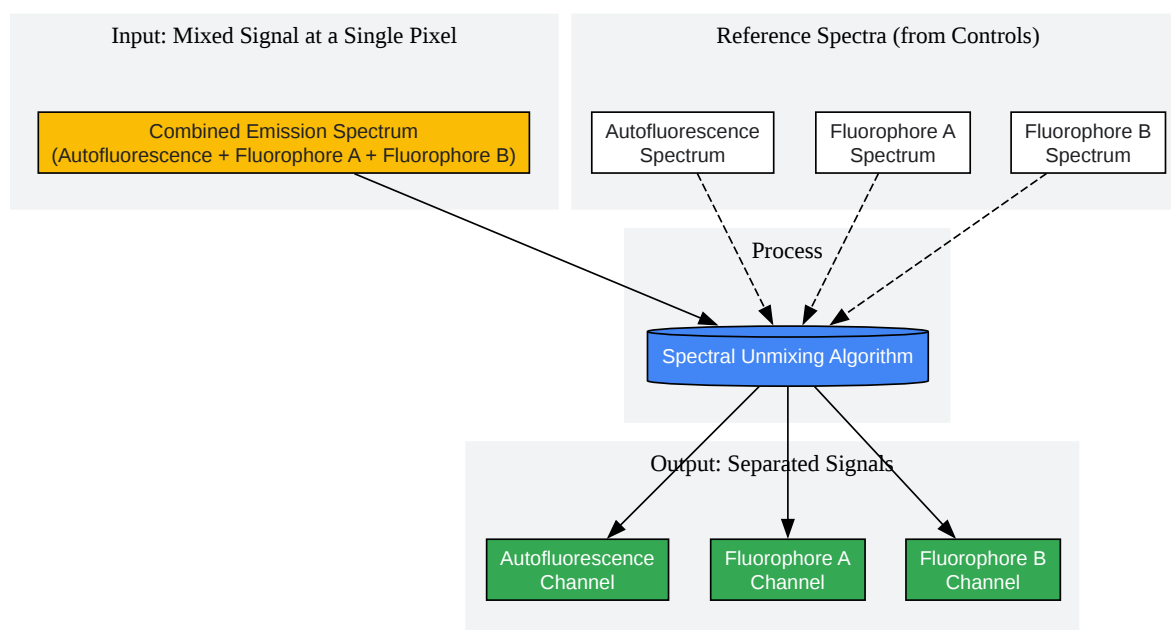 Input: Mixed Signal at a Single Pixel
Combined Emission Spectrum
(Autofluorescence + Fluorophore A + Fluorophore B)
Reference Spectra (from Controls)
Autofluorescence
Spectrum
Fluorophore A
Spectrum
Fluorophore B
Spectrum
Process
Spectral Unmixing Algorithm
Output: Separated Signals
Autofluorescence
Channel
Fluorophore A
Channel
Fluorophore B
Channel